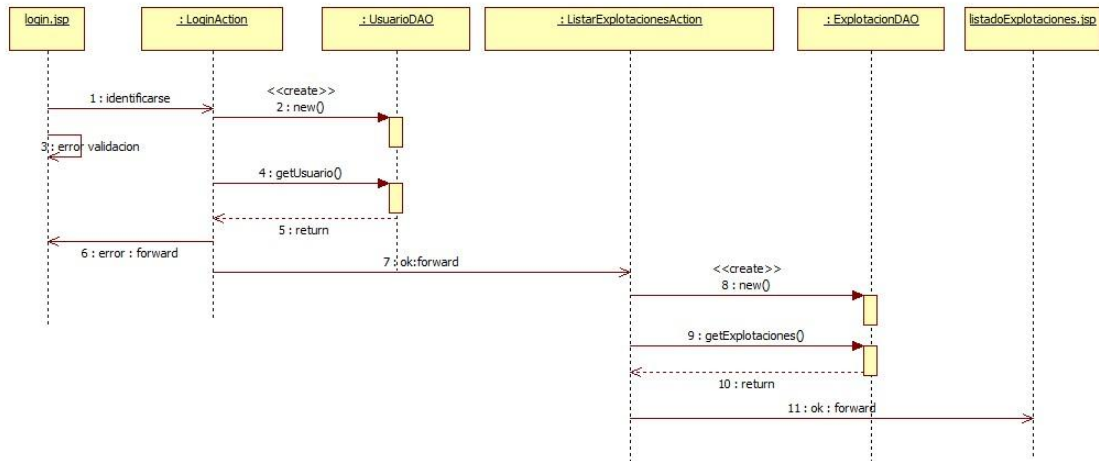 login.jsp
: LoginAction
: UsuarioDAO
: ListarExplotacionesAction
: ExplotacionDAO
listadoExplotaciones.jsp
1 : identificarse
<<create>>
2 : new()
3 : error validacion
4 : getUsuario()
5 : return
6 : error : forward
7 : ok:forward
<<create>>
8 : new()
9 : getExplotaciones()
10 : return
11 : ok : forward